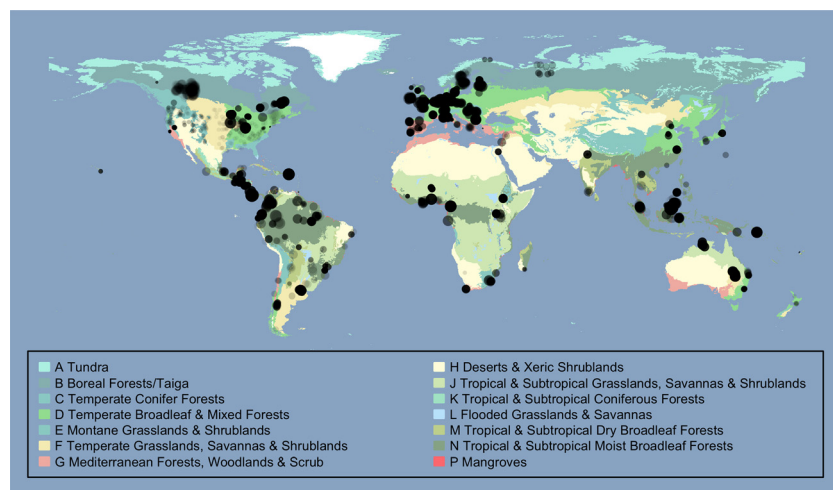 A Tundra
B Boreal Forests/Taiga
C Temperate Conifer Forests
D Temperate Broadleaf & Mixed Forests
E Montane Grasslands & Shrublands
F Temperate Grasslands, Savannas & Shrublands
G Mediterranean Forests, Woodlands & Scrub
H Deserts & Xeric Shrublands
J Tropical & Subtropical Grasslands, Savannas & Shrublands
K Tropical & Subtropical Coniferous Forests
L Flooded Grasslands & Savannas
M Tropical & Subtropical Dry Broadleaf Forests
N Tropical & Subtropical Moist Broadleaf Forests
P Mangroves